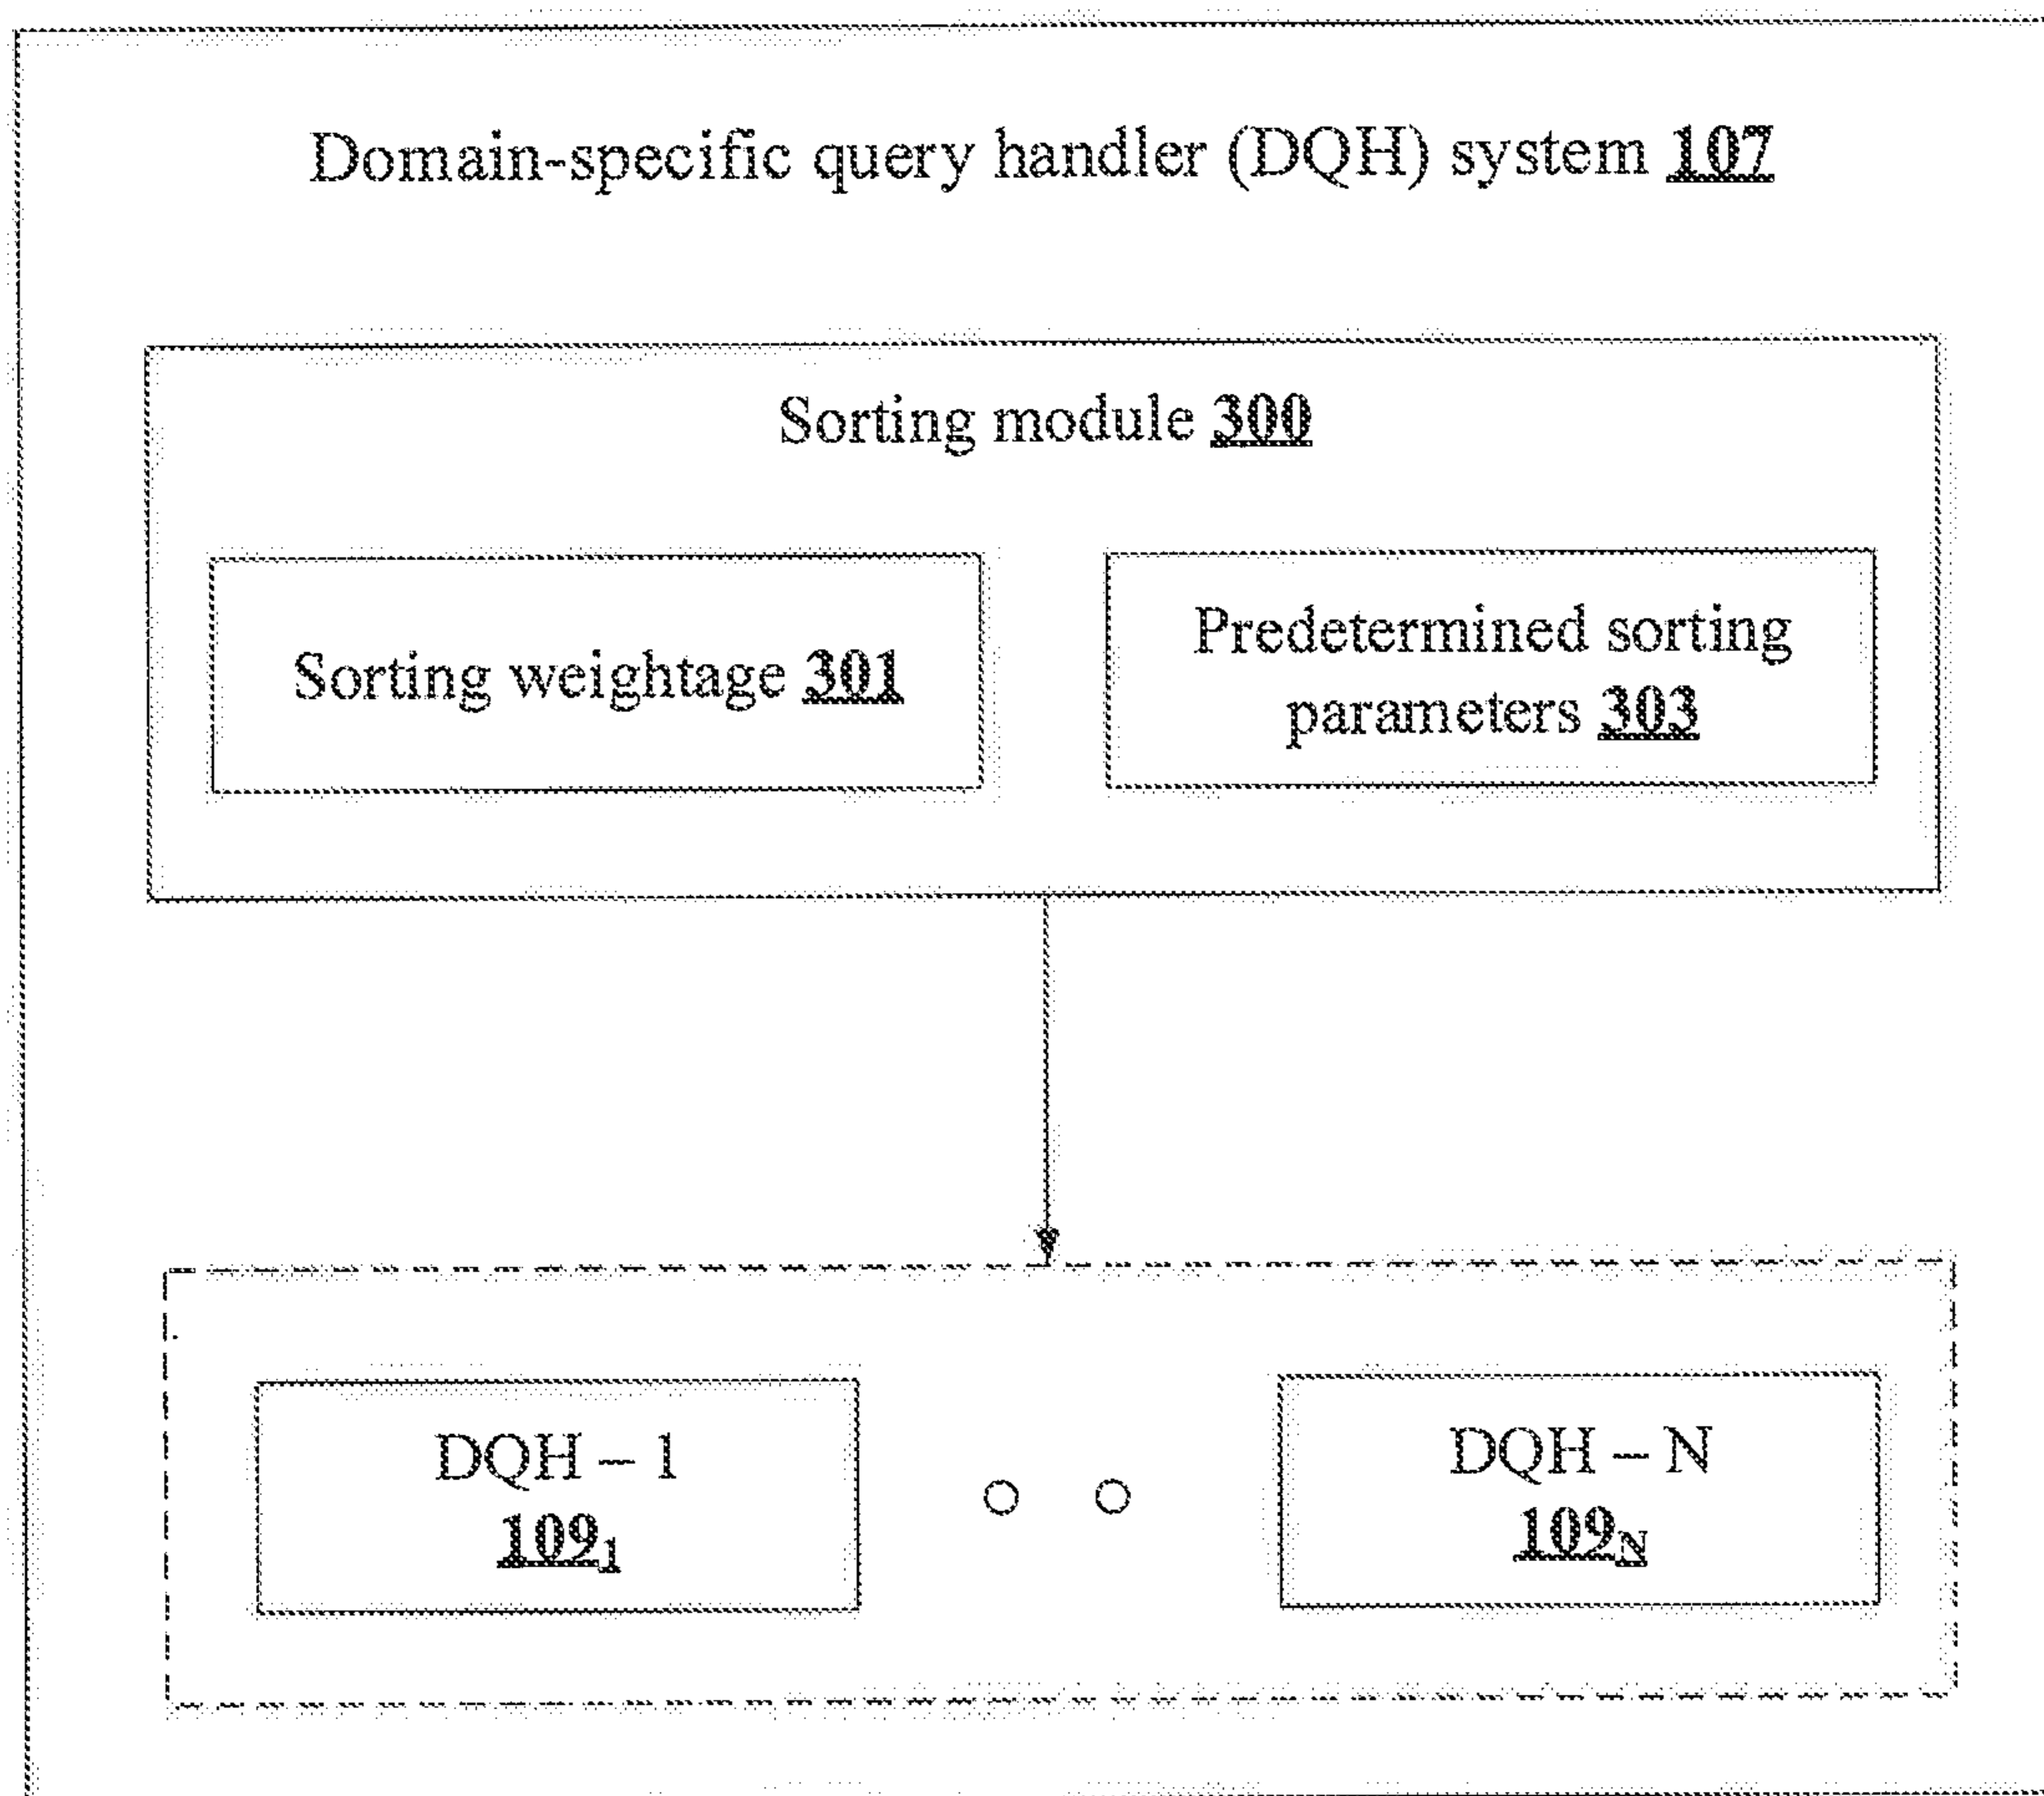 Domain-specific query handler (DQH) system 107
Sorting module 300
Sorting weightage 301
Predetermined sorting
parameters 303
DQH – 1
109₁
DQH – N
109N